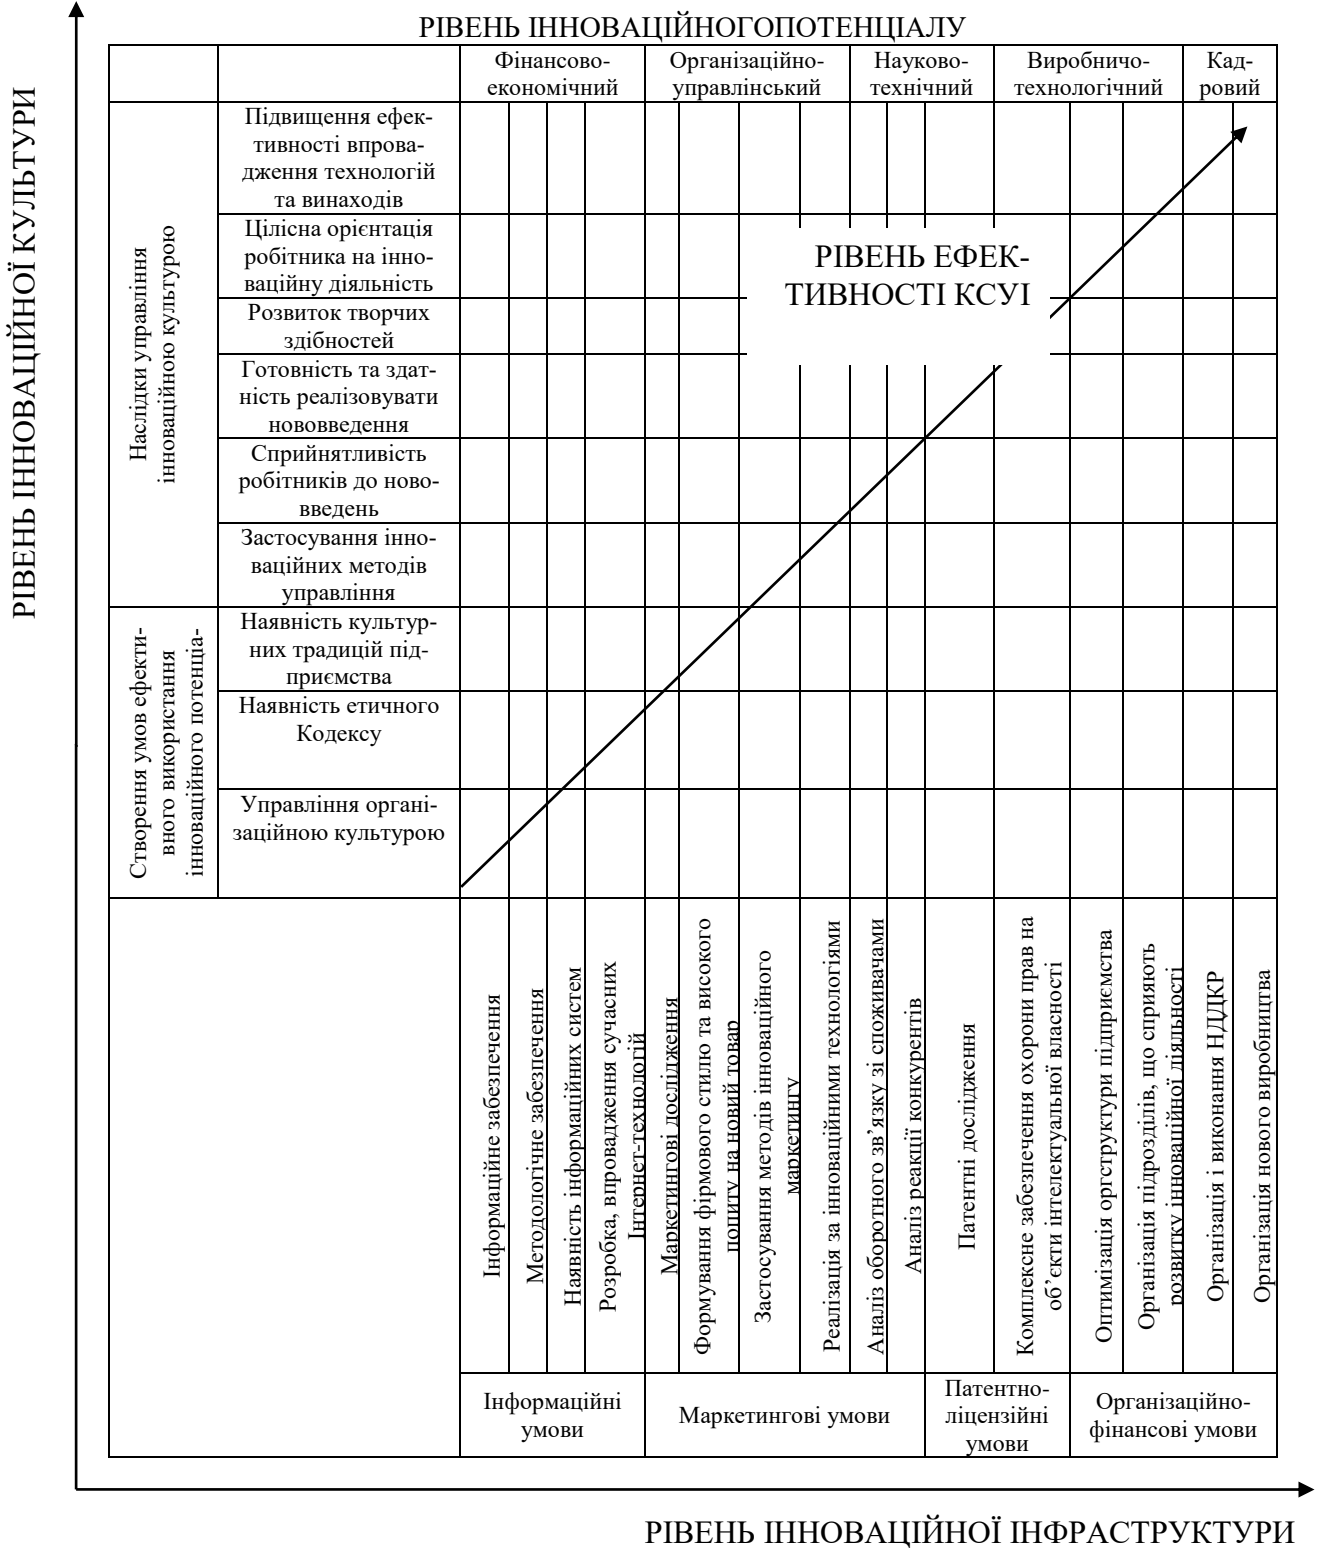 РІВЕНЬ ІННОВАЦІЙНОГОПОТЕНЦІАЛУ
Фінансово-
економічний
Організаційно-
управлінський
Науково-
технічний
Виробничо-
технологічний
Кад-
ровий
РІВЕНЬ ІННОВАЦІЙНОЇ КУЛЬТУРИ
Наслідки управління
інноваційною культурою
Підвищення ефек-
тивності впрова-
дження технологій
та винаходів
Цілісна орієнтація
робітника на інно-
ваційну діяльність
Розвиток творчих
здібностей
Готовність та здат-
ність реалізовувати
нововведення
Сприйнятливість
робітників до ново-
введень
Застосування інно-
ваційних методів
управління
РІВЕНЬ ЕФЕК-
ТИВНОСТІ КСУІ
Створення умов ефекти-
вного використання
інноваційного потенціа-
Наявність культур-
них традицій під-
приємства
Наявність етичного
Кодексу
Управління органі-
заційною культурою
Інформаційне забезпечення
Методологічне забезпечення
Наявність інформаційних систем
Розробка, впровадження сучасних
Інтернет-технологій
Маркетингові дослідження
Формування фірмового стилю та високого
попиту на новий товар
Застосування методів інноваційного
маркетингу
Реалізація за інноваційними технологіями
Аналіз оборотного зв’язку зі споживачами
Аналіз реакції конкурентів
Патентні дослідження
Комплексне забезпечення охорони прав на
об’єкти інтелектуальної власності
Оптимізація оргструктури підприємства
Організація підрозділів, що сприяють
розвитку інноваційної діяльності
Організація і виконання НДДКР
Організація нового виробництва
Інформаційні
умови
Маркетингові умови
Патентно-
ліцензійні
умови
Організаційно-
фінансові умови
РІВЕНЬ ІННОВАЦІЙНОЇ ІНФРАСТРУКТУРИ